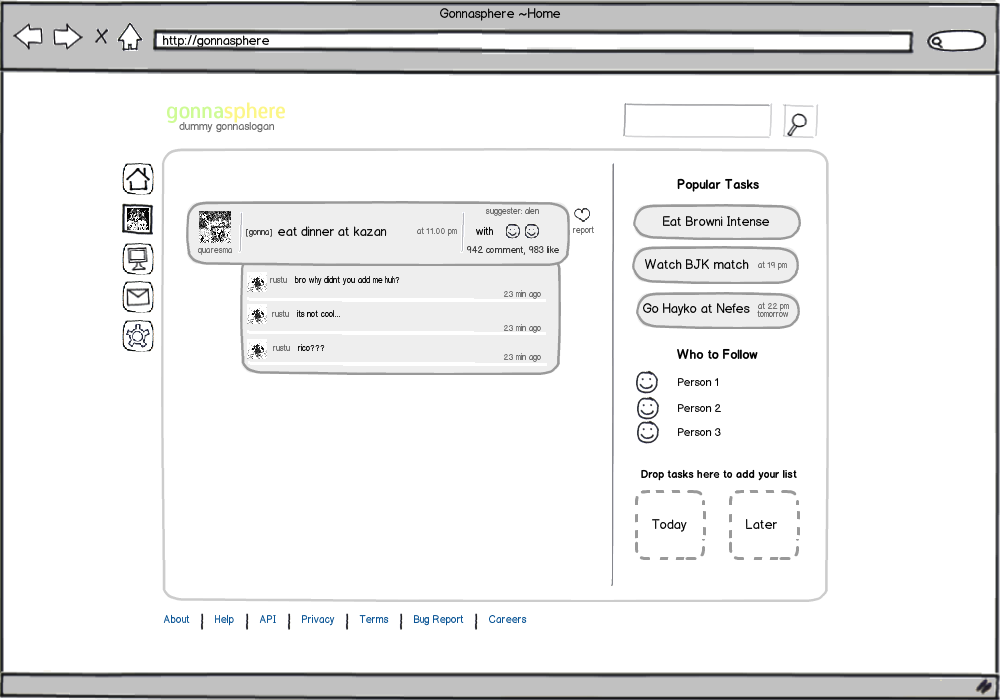 Gonnasphere ~Home
http://gonnasphere
gonnasphere
dummy gonnaslogan
suggester: alen
[gonna] eat dinner at kazan
at 11.00 pm
with
quaresma
942 comment, 983 like
report
rustu bro why didnt you add me huh?
23 min ago
rustu its not cool...
23 min ago
rustu rico???
23 min ago
Popular Tasks
Eat Browni Intense
Watch BJK match at 19 pm
Go Hayko at Nefes at 22 pm
tomorrow
Who to Follow
Person 1
Person 2
Person 3
Drop tasks here to add your list
Today Later
About Help API Privacy Terms Bug Report Careers